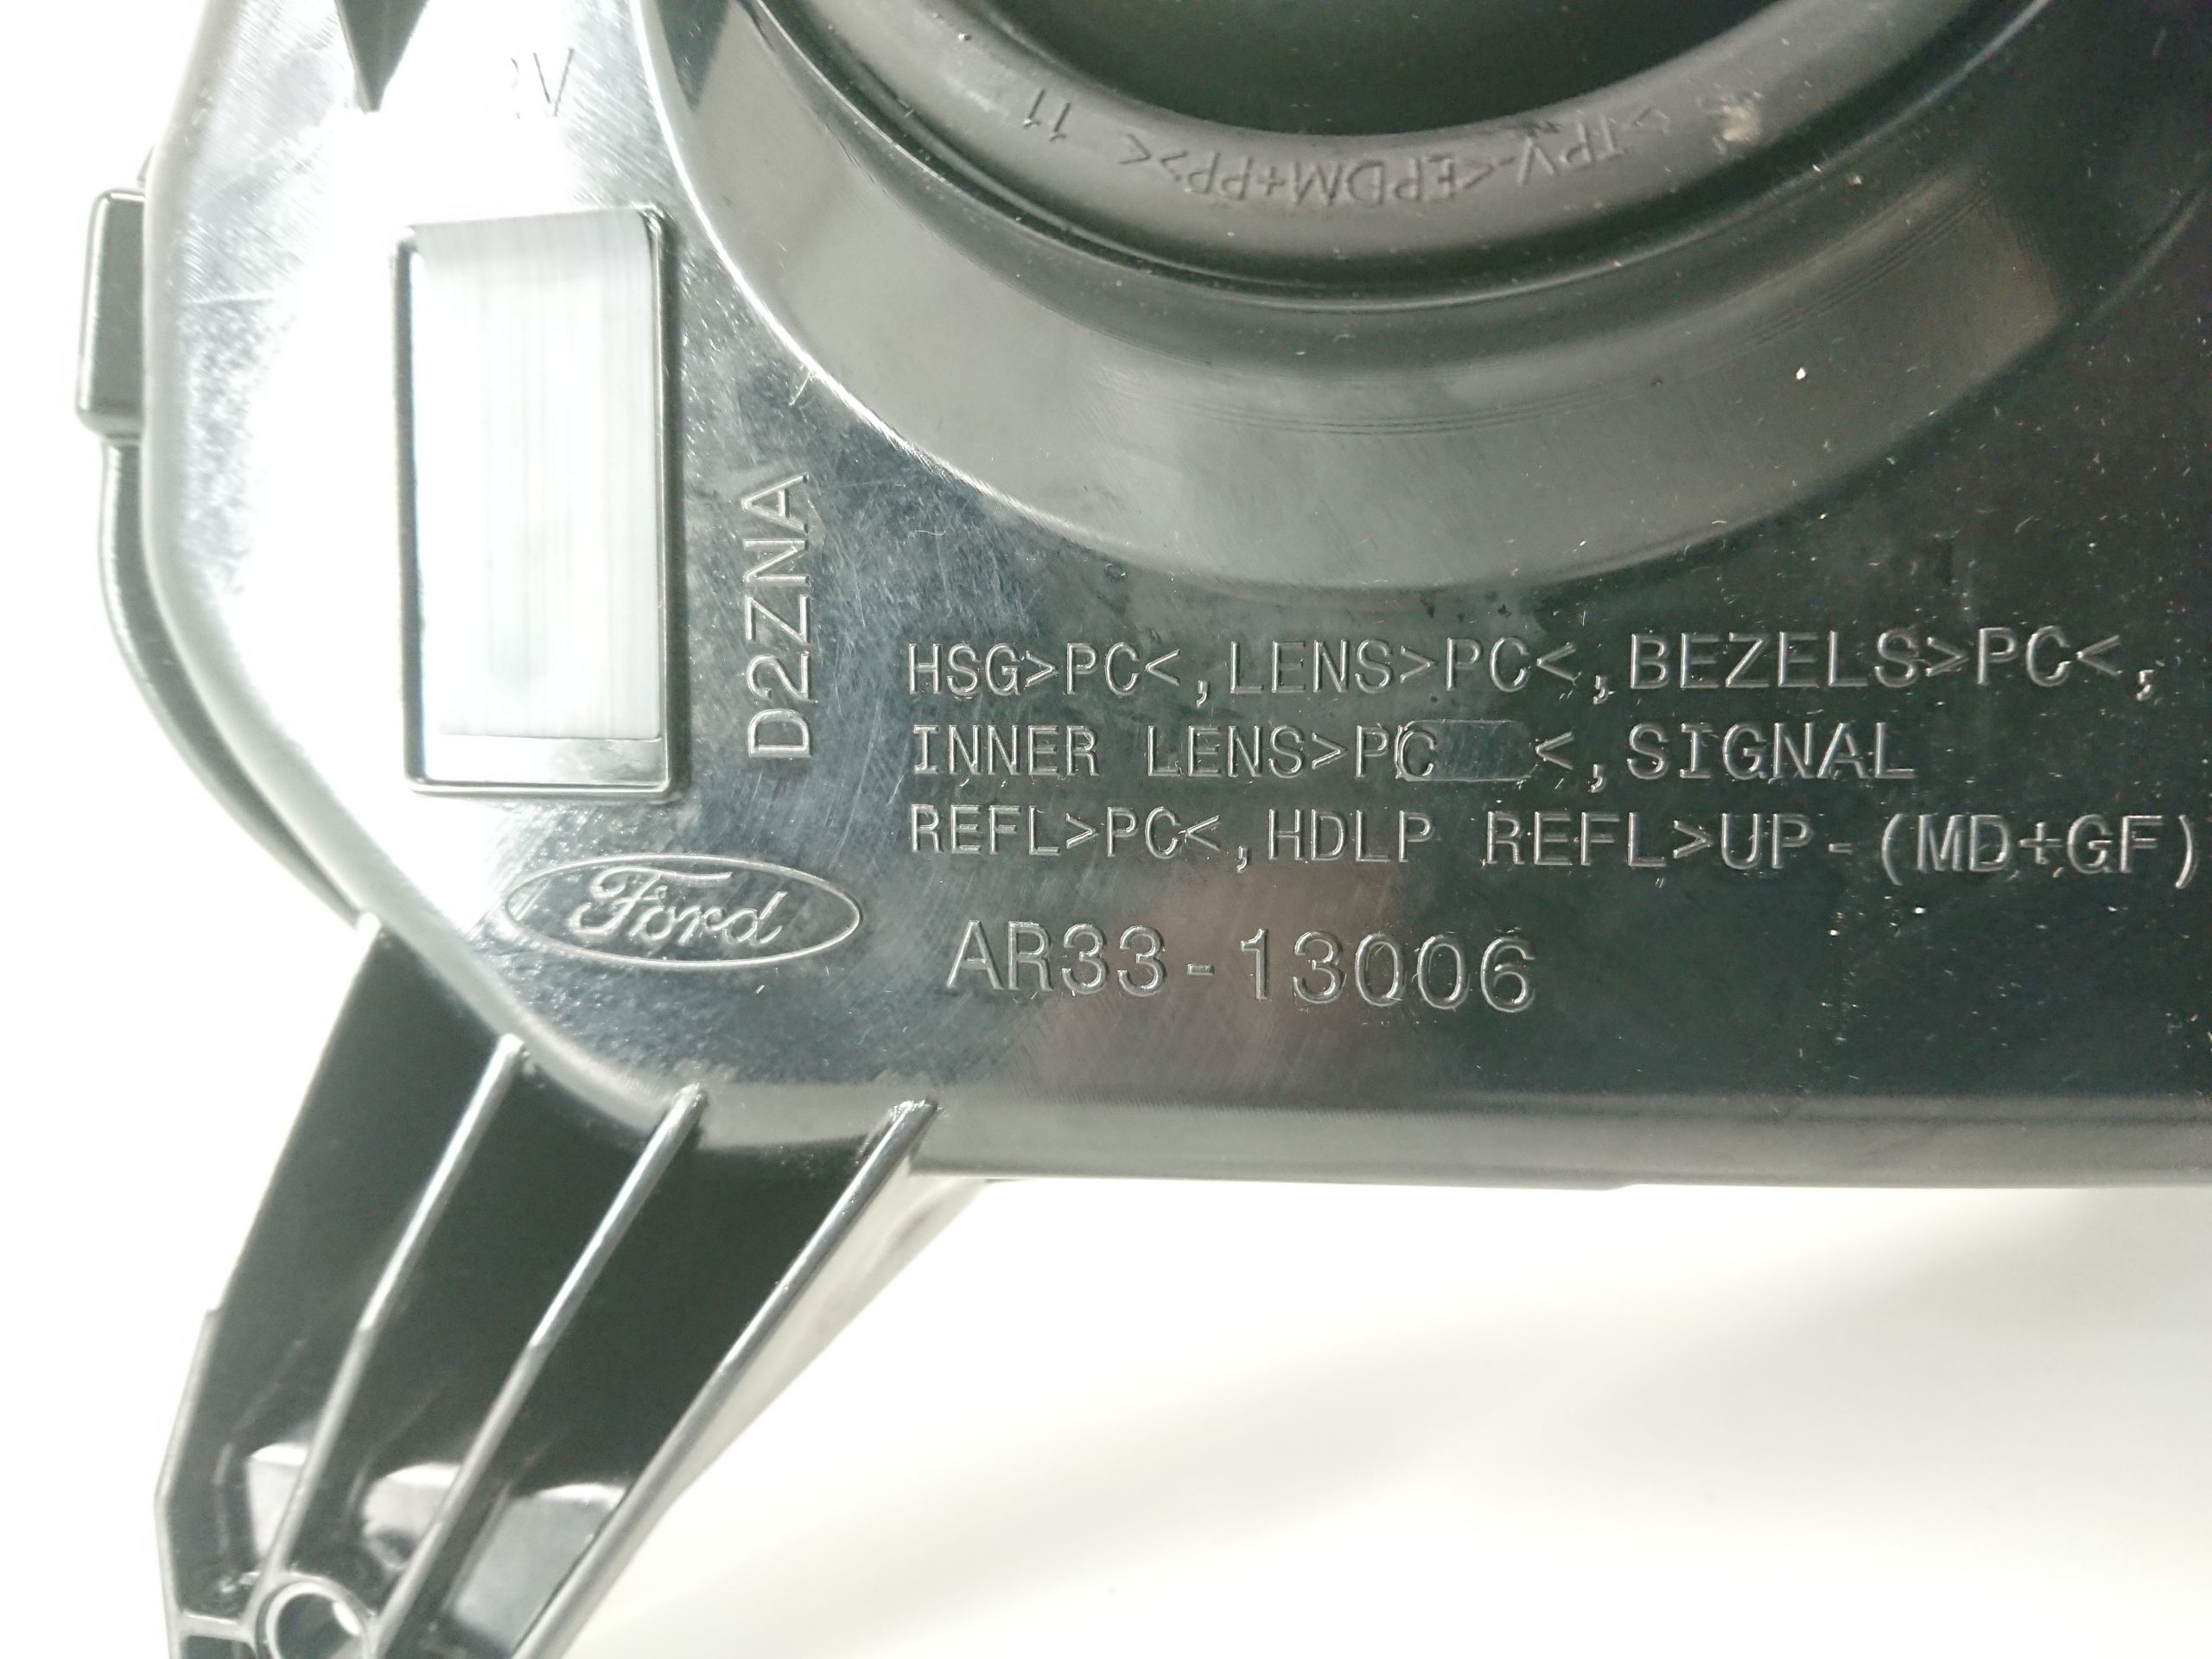 >TPV-<EPDM+PP>< 11
D2ZNA
HSG>PC<,LENS>PC<,BEZELS>PC<,
INNER LENS>PC <,SIGNAL
REFL>PC<,HDLP REFL>UP-(MD+GF)
Ford
AR33-13006